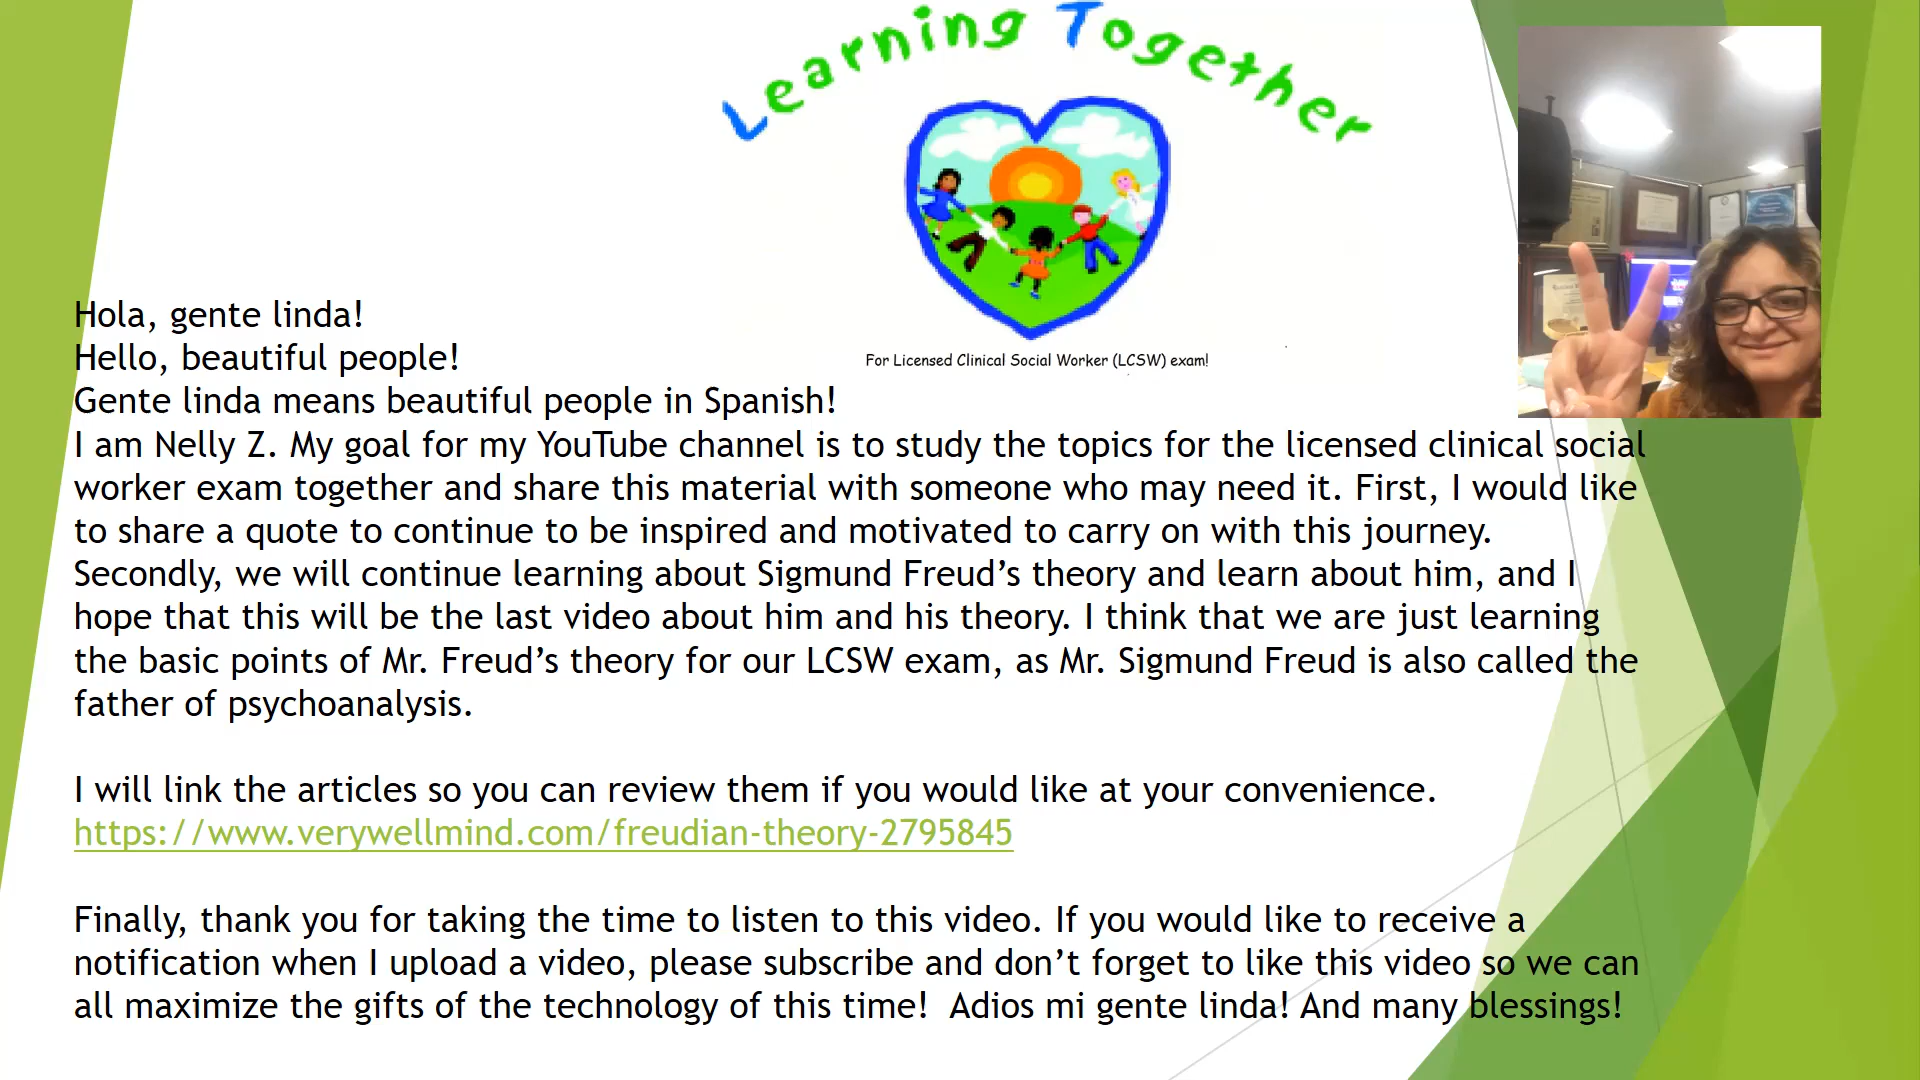 Learning Together
For Licensed Clinical Social Worker (LCSW) exam!
Hola, gente linda!
Hello, beautiful people!
Gente linda means beautiful people in Spanish!
I am Nelly Z. My goal for my YouTube channel is to study the topics for the licensed clinical social
worker exam together and share this material with someone who may need it. First, I would like
to share a quote to continue to be inspired and motivated to carry on with this journey.
Secondly, we will continue learning about Sigmund Freud’s theory and learn about him, and I
hope that this will be the last video about him and his theory. I think that we are just learning
the basic points of Mr. Freud’s theory for our LCSW exam, as Mr. Sigmund Freud is also called the
father of psychoanalysis.
I will link the articles so you can review them if you would like at your convenience.
https://www.verywellmind.com/freudian-theory-2795845
Finally, thank you for taking the time to listen to this video. If you would like to receive a
notification when I upload a video, please subscribe and don’t forget to like this video so we can
all maximize the gifts of the technology of this time!  Adios mi gente linda! And many blessings!